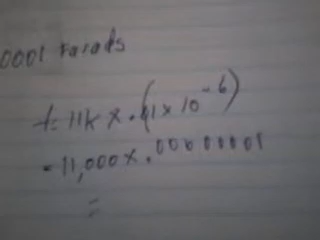 0001 Farads
t= 11K x .(01 x 10⁻⁶)
= 11,000 x .00000001
=